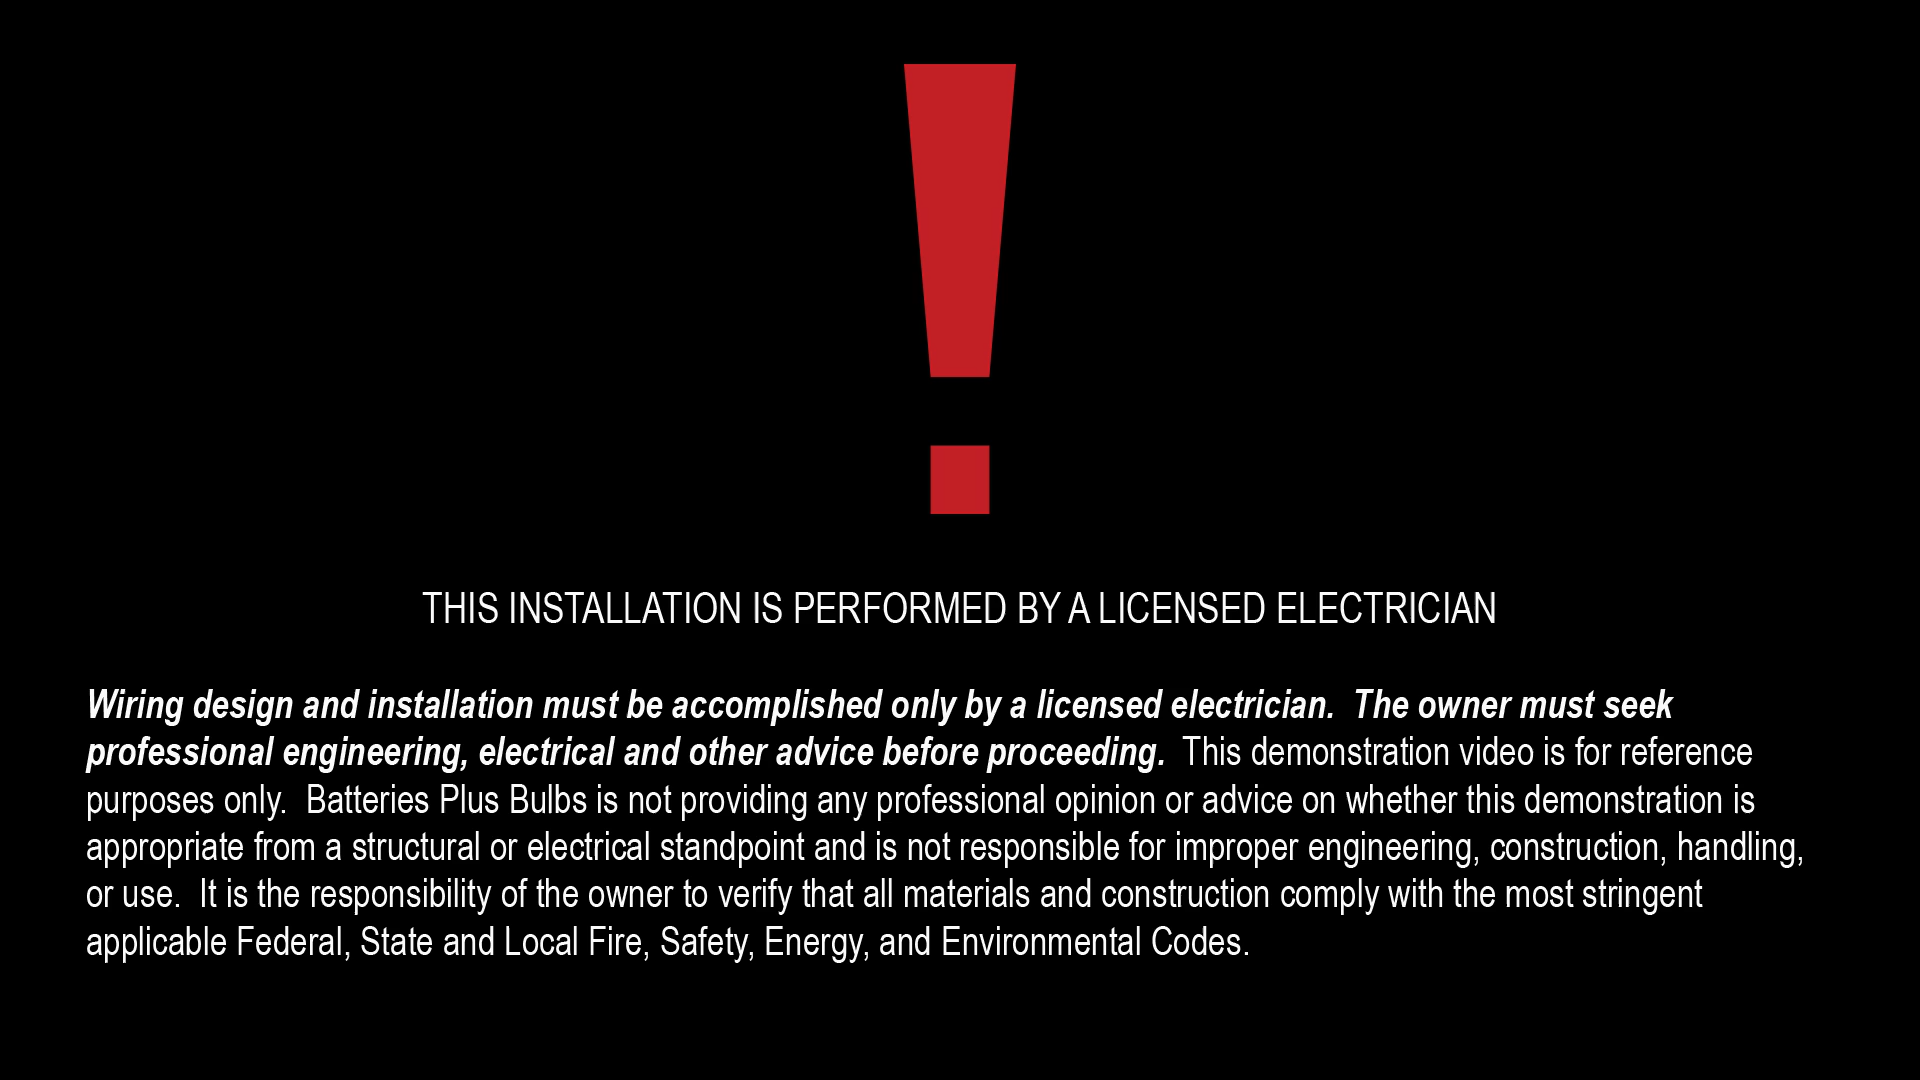 !
THIS INSTALLATION IS PERFORMED BY A LICENSED ELECTRICIAN
Wiring design and installation must be accomplished only by a licensed electrician.  The owner must seek
professional engineering, electrical and other advice before proceeding.  This demonstration video is for reference
purposes only.  Batteries Plus Bulbs is not providing any professional opinion or advice on whether this demonstration is
appropriate from a structural or electrical standpoint and is not responsible for improper engineering, construction, handling,
or use.  It is the responsibility of the owner to verify that all materials and construction comply with the most stringent
applicable Federal, State and Local Fire, Safety, Energy, and Environmental Codes.